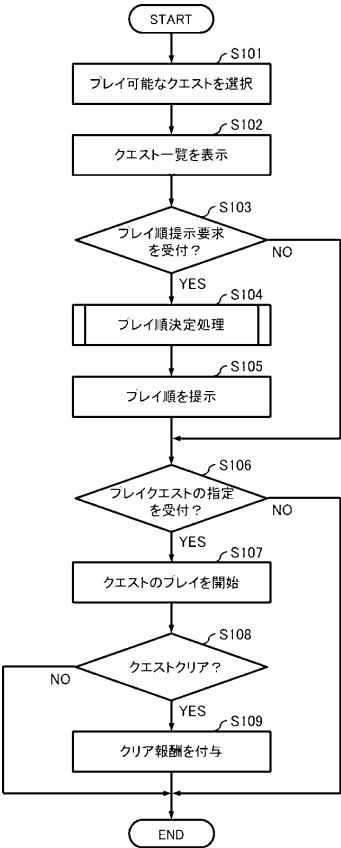 START
S101
プレイ可能なクエストを選択
S102
クエスト一覧を表示
S103
プレイ順提示要求
を受付？
NO
YES
S104
プレイ順決定処理
S105
プレイ順を提示
S106
プレイクエストの指定
を受付？
NO
YES
S107
クエストのプレイを開始
S108
クエストクリア？
NO
YES
S109
クリア報酬を付与
END